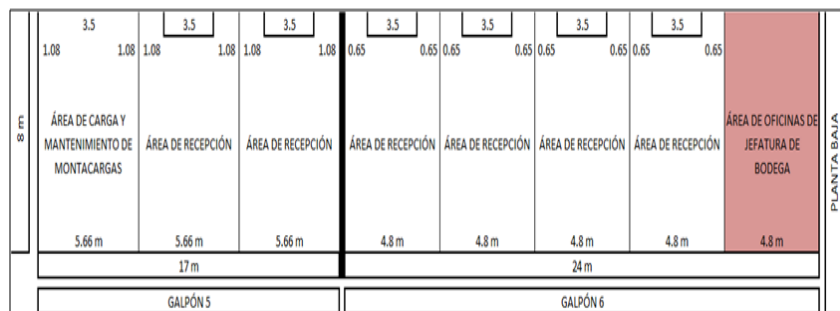 3.5 3.5 3.5 3.5 3.5 3.5 3.5
1.08 1.08 1.08 1.08 1.08 1.08 0.65 0.65 0.65 0.65 0.65 0.65 0.65 0.65
8 m
ÁREA DE CARGA Y
MANTENIMIENTO DE
MONTACARGAS
ÁREA DE RECEPCIÓN
ÁREA DE RECEPCIÓN
ÁREA DE RECEPCIÓN
ÁREA DE RECEPCIÓN
ÁREA DE RECEPCIÓN
ÁREA DE RECEPCIÓN
ÁREA DE OFICINAS DE
JEFATURA DE
BODEGA
PLANTA BAJA
5.66 m 5.66 m 5.66 m 4.8 m 4.8 m 4.8 m 4.8 m 4.8 m
17 m 24 m
GALPÓN 5 GALPÓN 6